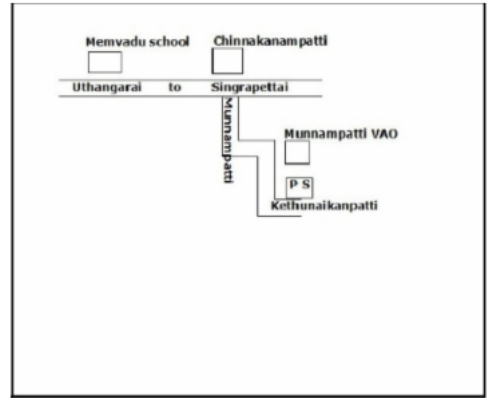 Memvadu school
Chinnakanampatti
Uthangarai to Singrapettai
Munnampatti
Munnampatti VAO
P S
Kethunaikanpatti